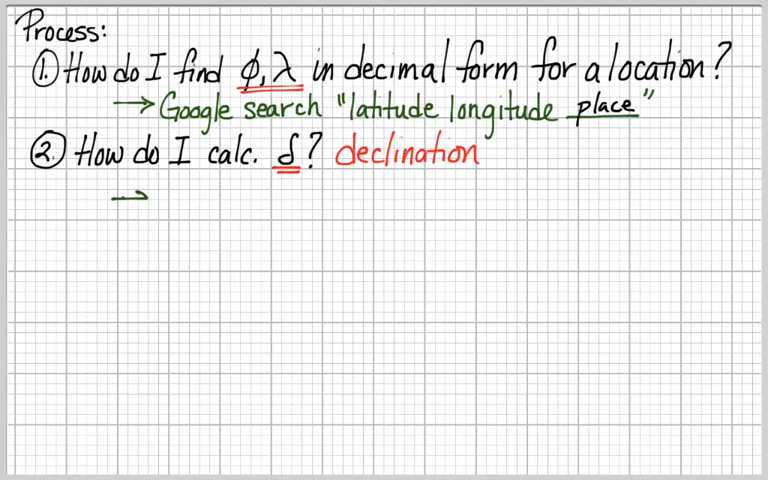 Process:
①. How do I find ϕ, λ in decimal form for a location?
→ Google search "latitude longitude place"
②. How do I calc. δ? declination
→